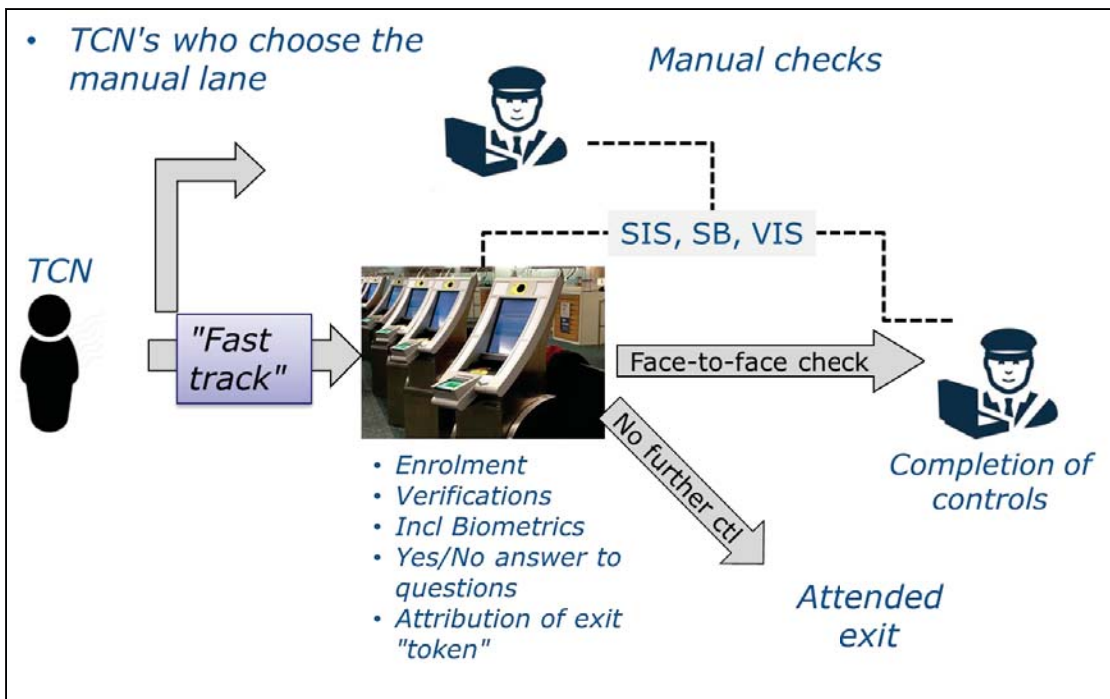 • TCN's who choose the
manual lane
Manual checks
SIS, SB, VIS
TCN
"Fast
track"
Face-to-face check
No further ctl
Completion of
controls
• Enrolment
• Verifications
• Incl Biometrics
• Yes/No answer to
questions
• Attribution of exit
"token"
Attended
exit